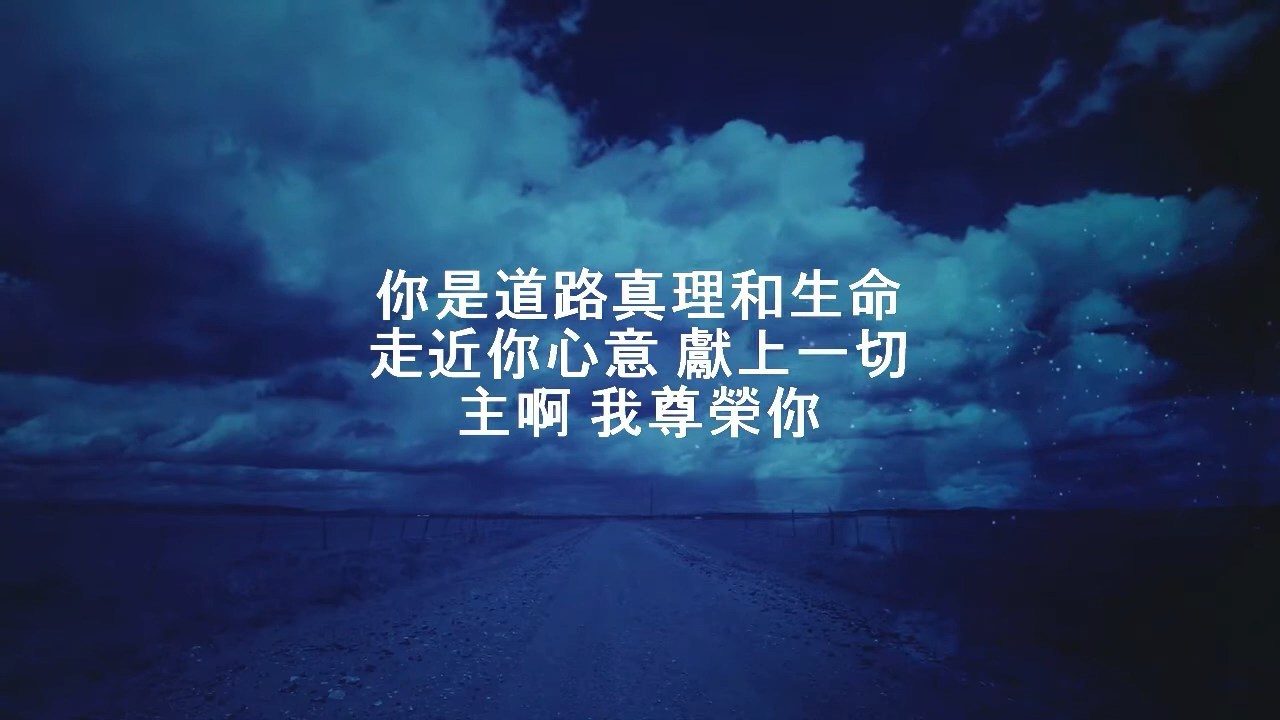 你是道路真理和生命
走近你心意 獻上一切
主啊 我尊榮你